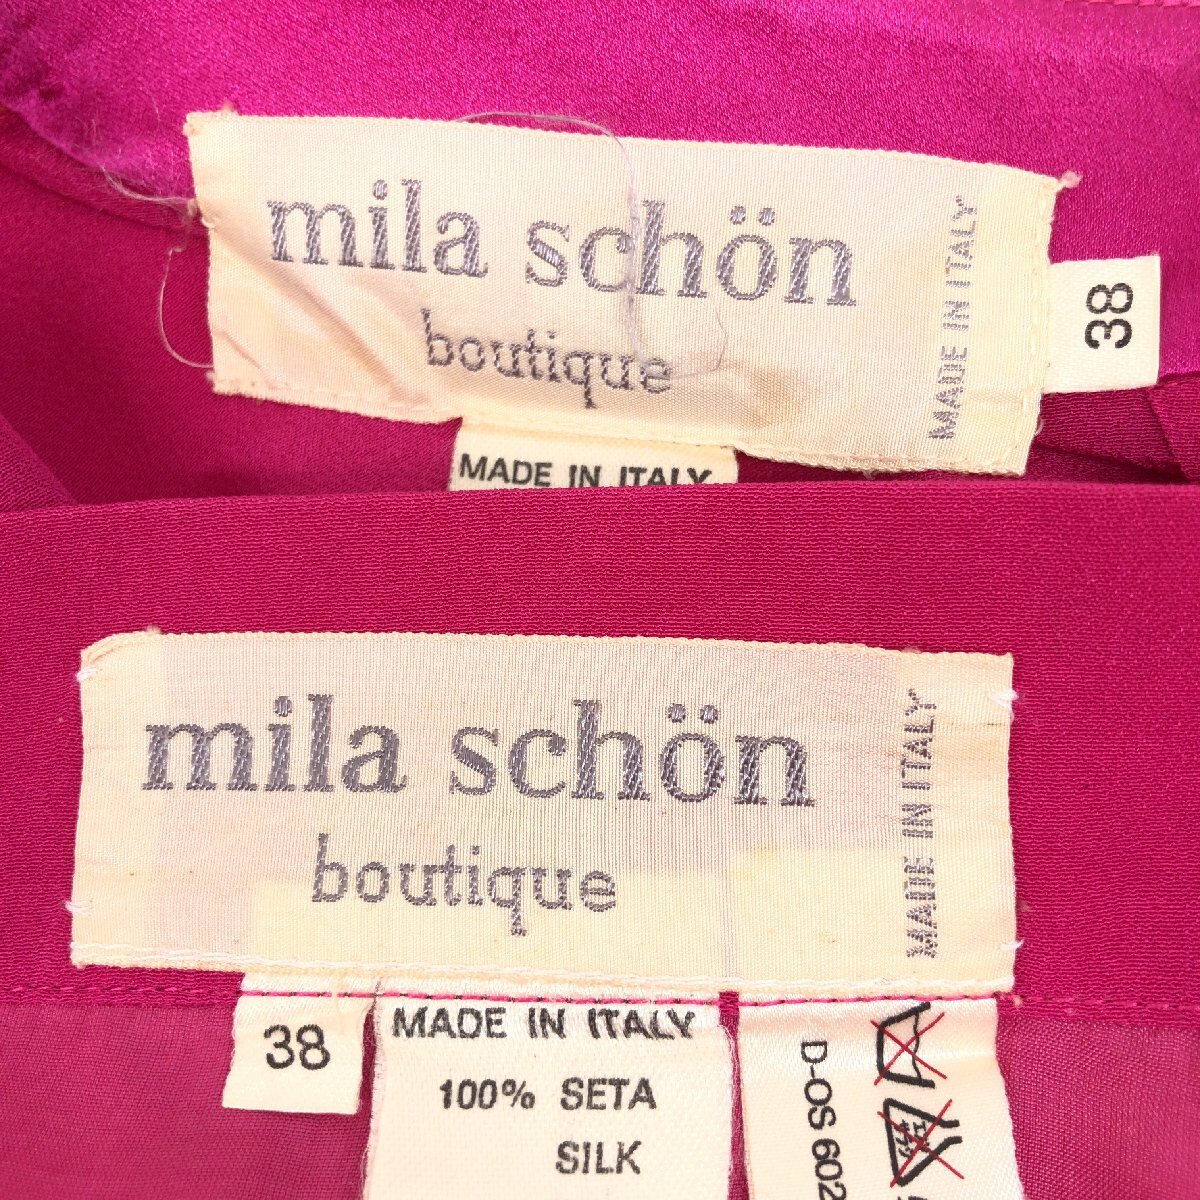 mila schön
boutique
MADE IN ITALY
38
MADE IN ITALY
mila schön
boutique
MADE IN ITALY
38
MADE IN ITALY
100% SETA
SILK
D-OS 602